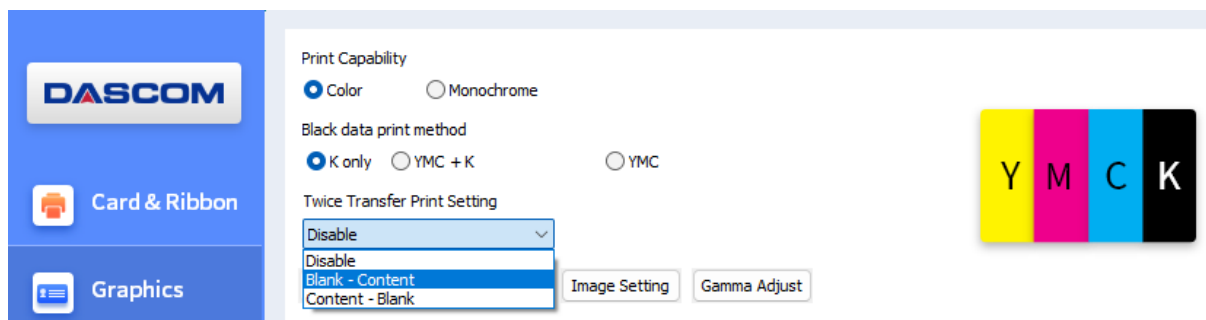 DASCOM
Card & Ribbon
Graphics
Print Capability
Color Monochrome
Black data print method
K only YMC + K YMC
Twice Transfer Print Setting
Disable
Disable
Blank - Content
Content - Blank
Image Setting Gamma Adjust
Y M C K